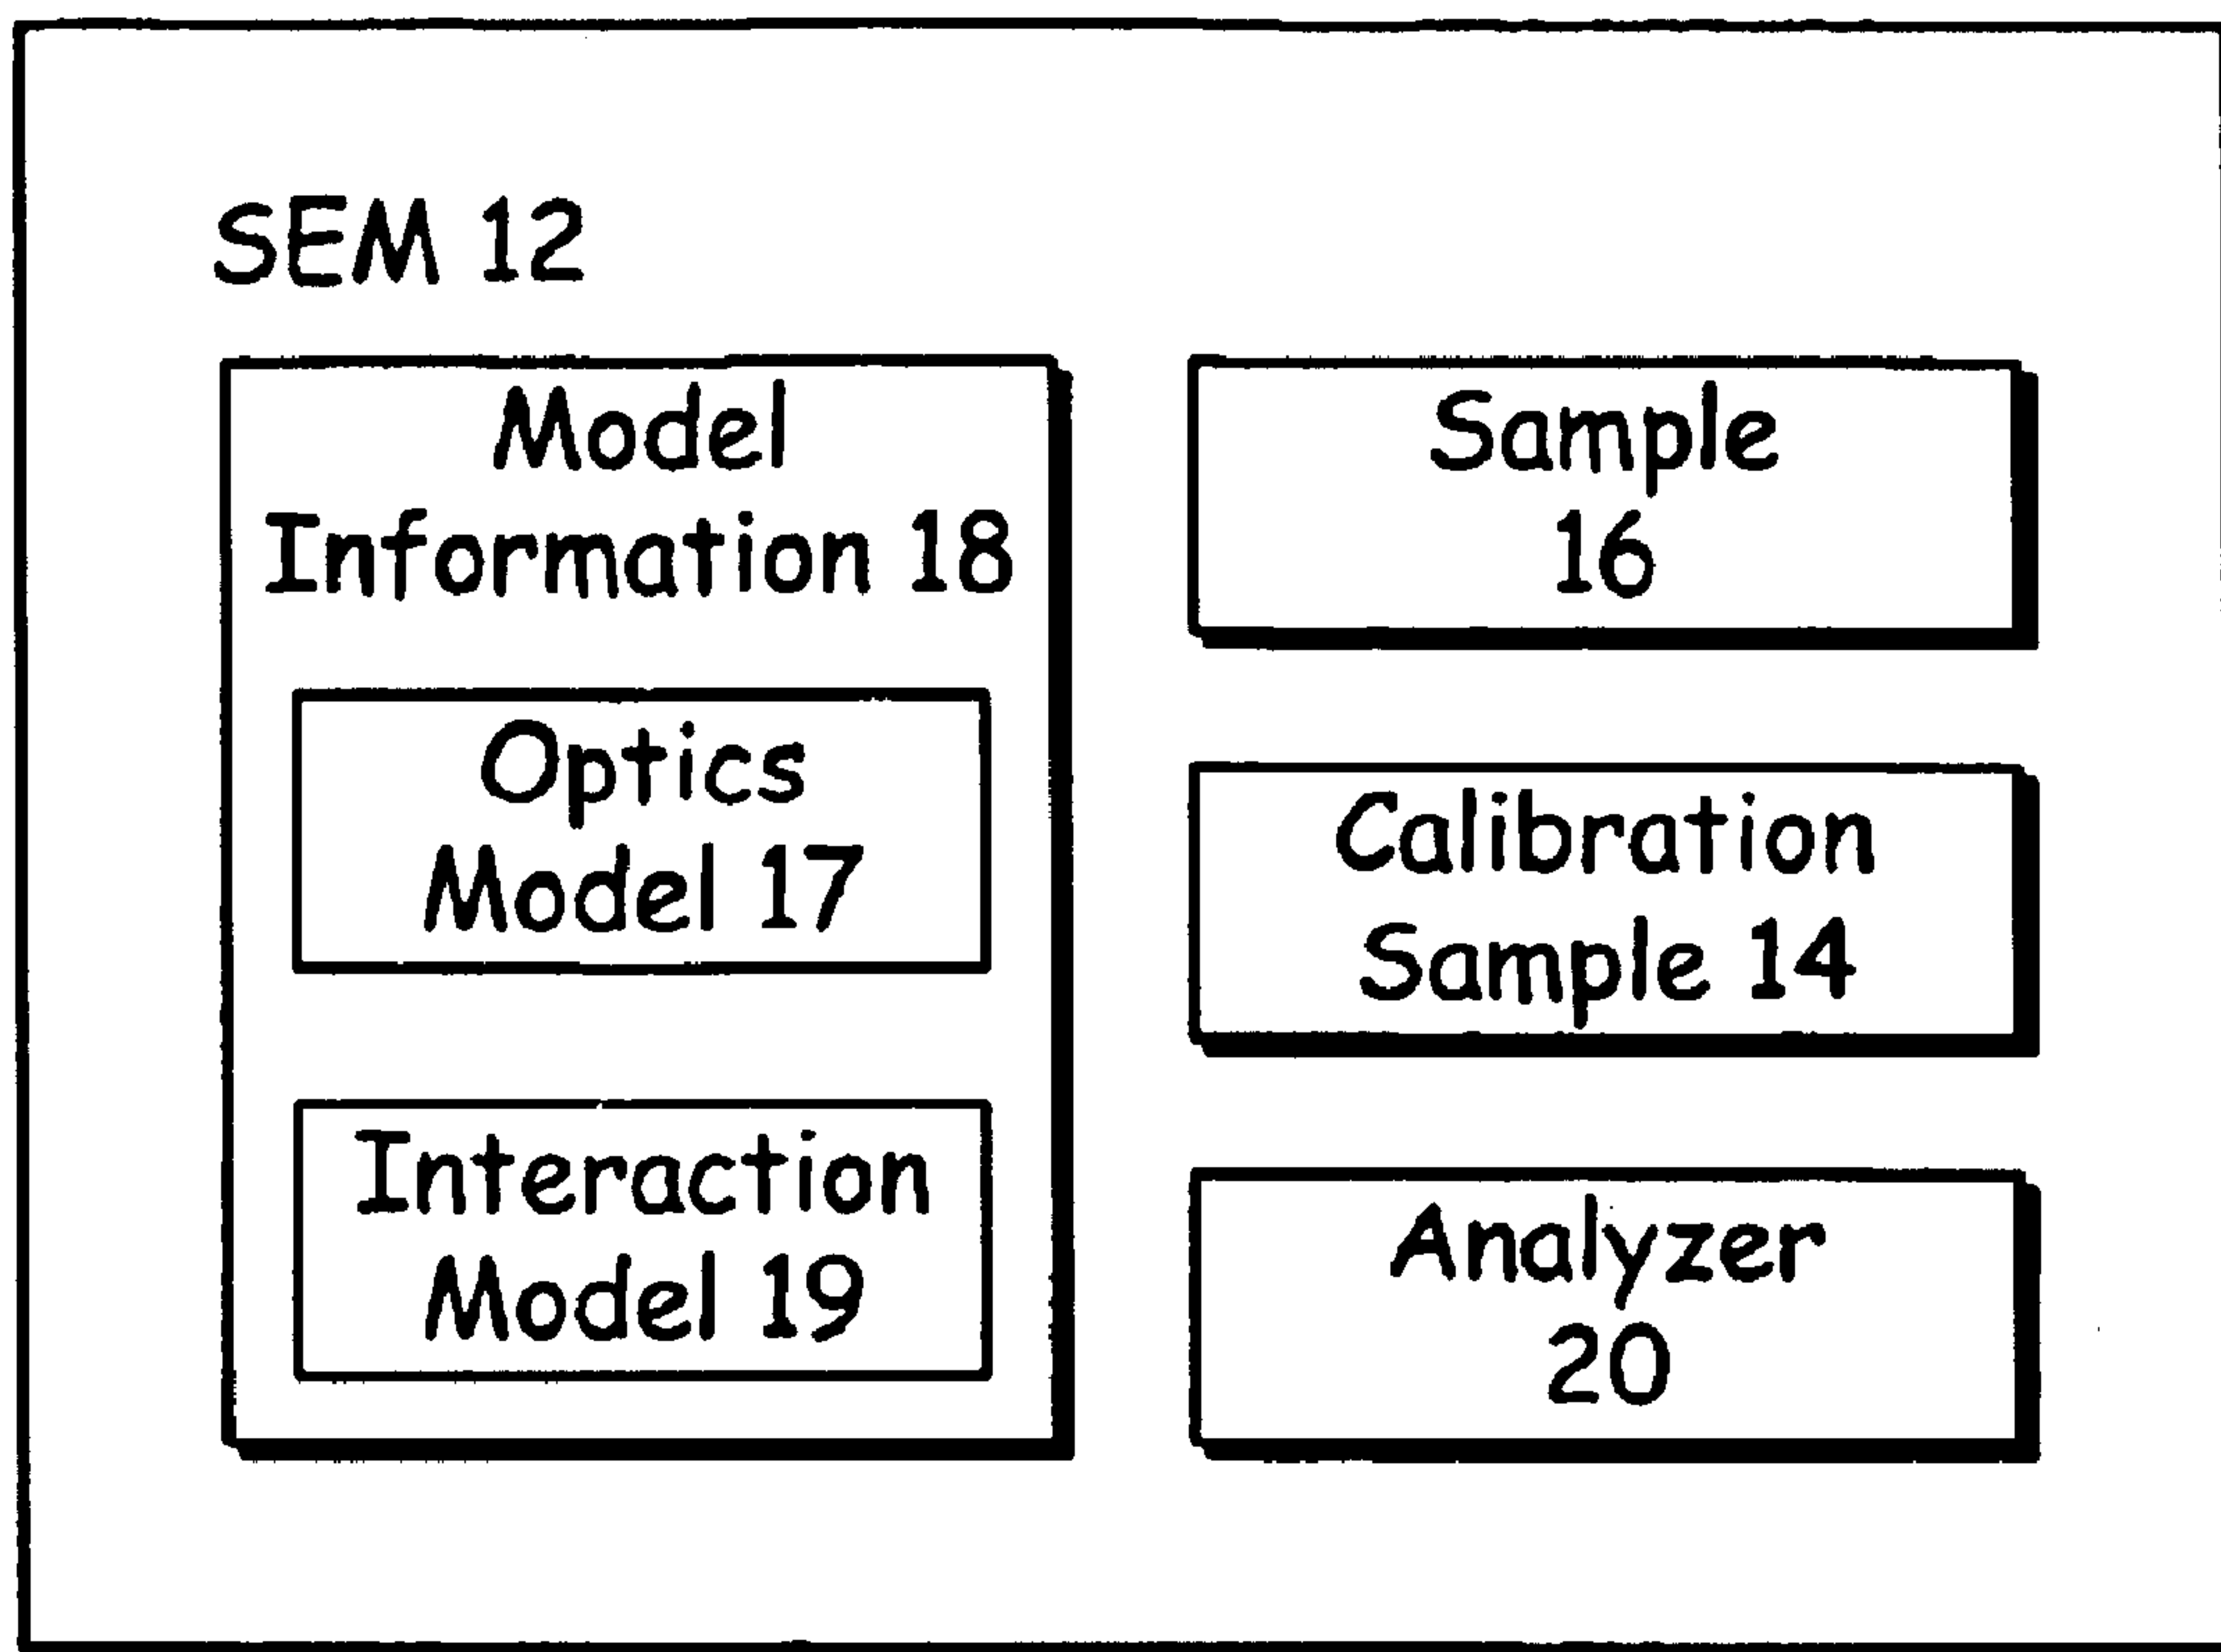 SEM 12
Model
Information 18
Optics
Model 17
Interaction
Model 19
Sample
16
Calibration
Sample 14
Analyzer
20